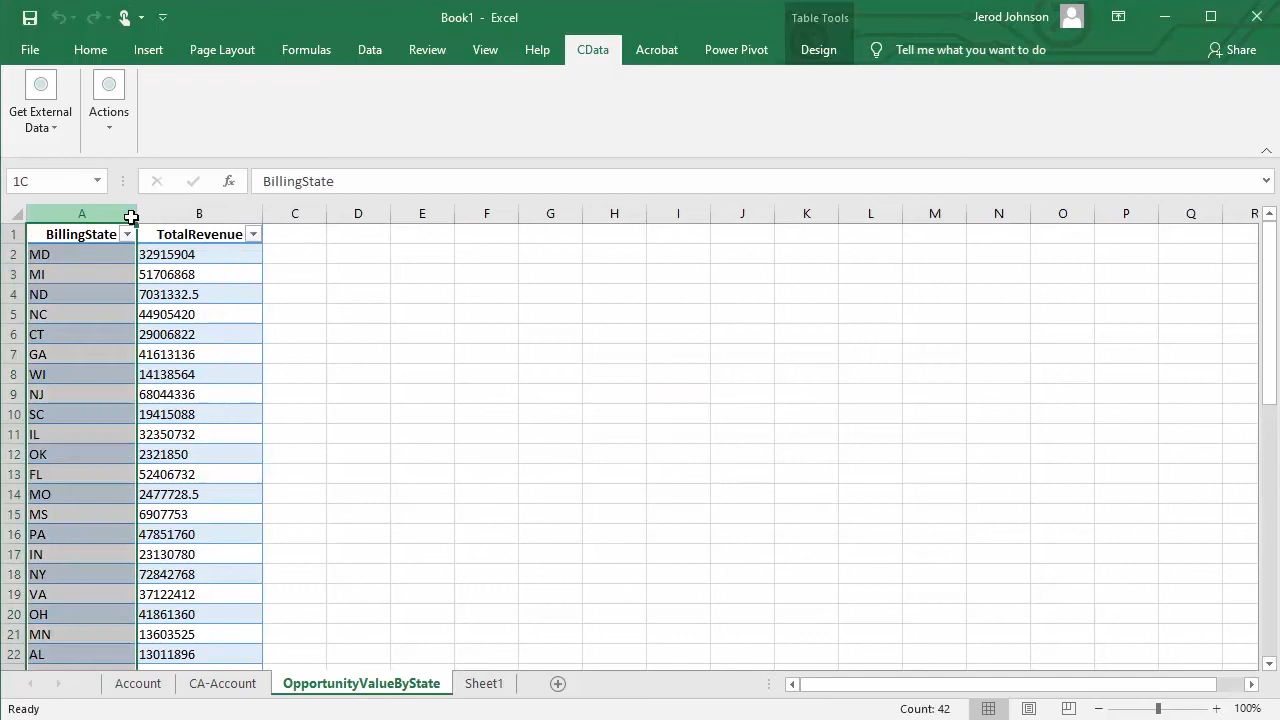 Book1 - Excel
Table Tools
Jerod Johnson
File Home Insert Page Layout Formulas Data Review View Help CData Acrobat Power Pivot Design Tell me what you want to do Share
Get External
Data
Actions
1C
fx
BillingState
A B C D E F G H I J K L M N O P Q R
1 BillingState TotalRevenue
2 MD 32915904
3 MI 51706868
4 ND 7031332.5
5 NC 44905420
6 CT 29006822
7 GA 41613136
8 WI 14138564
9 NJ 68044336
10 SC 19415088
11 IL 32350732
12 OK 2321850
13 FL 52406732
14 MO 2477728.5
15 MS 6907753
16 PA 47851760
17 IN 23130780
18 NY 72842768
19 VA 37122412
20 OH 41861360
21 MN 13603525
22 AL 13011896
Account CA-Account OpportunityValueByState Sheet1
Ready Count: 42 100%